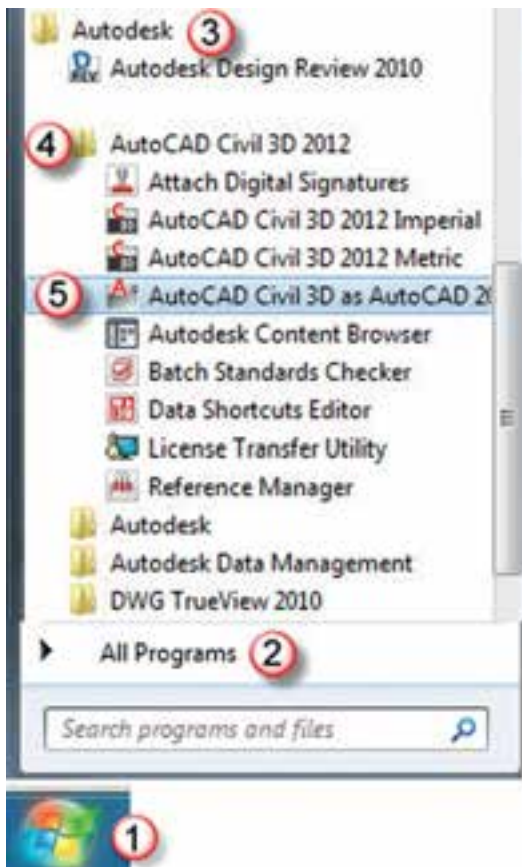 Autodesk 3
Autodesk Design Review 2010
4 AutoCAD Civil 3D 2012
Attach Digital Signatures
AutoCAD Civil 3D 2012 Imperial
AutoCAD Civil 3D 2012 Metric
5 AutoCAD Civil 3D as AutoCAD 20
Autodesk Content Browser
Batch Standards Checker
Data Shortcuts Editor
License Transfer Utility
Reference Manager
Autodesk
Autodesk Data Management
DWG TrueView 2010
All Programs 2
Search programs and files
1